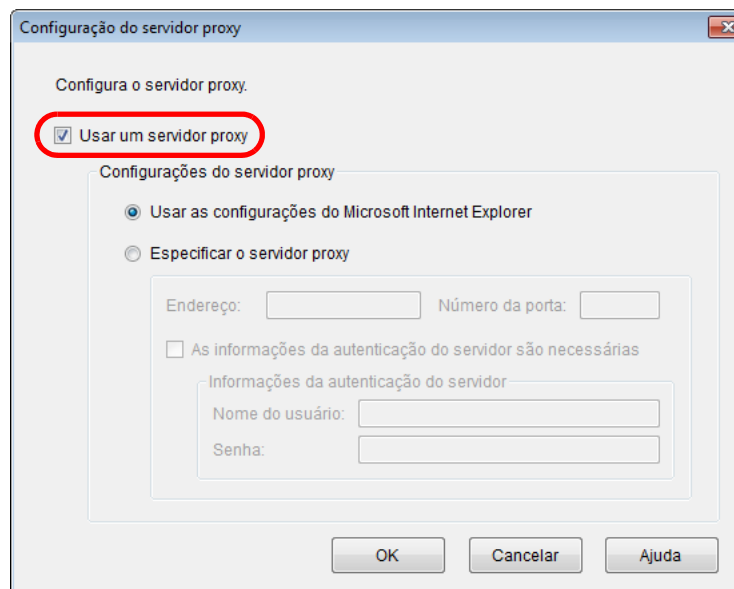 Configuração do servidor proxy
Configura o servidor proxy.
Usar um servidor proxy
Configurações do servidor proxy
Usar as configurações do Microsoft Internet Explorer
Especificar o servidor proxy
Endereço: Número da porta:
As informações da autenticação do servidor são necessárias
Informações da autenticação do servidor
Nome do usuário:
Senha:
OK Cancelar Ajuda